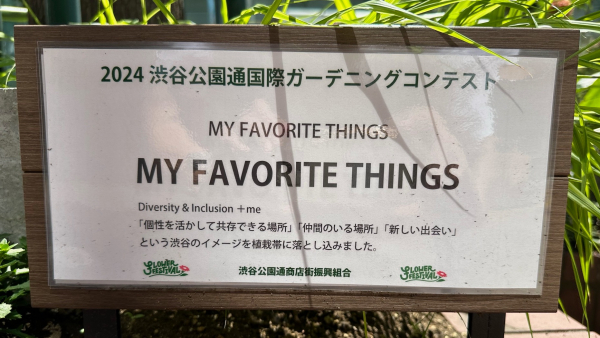 2024 渋谷公園通国際ガーデニングコンテスト
MY FAVORITE THINGS
MY FAVORITE THINGS
Diversity & Inclusion +me
「個性を活かして共存できる場所」「仲間のいる場所」「新しい出会い」
という渋谷のイメージを植栽帯に落とし込みました。
FLOWER
FESTIVAL
渋谷公園通商店街振興組合
FLOWER
FESTIVAL